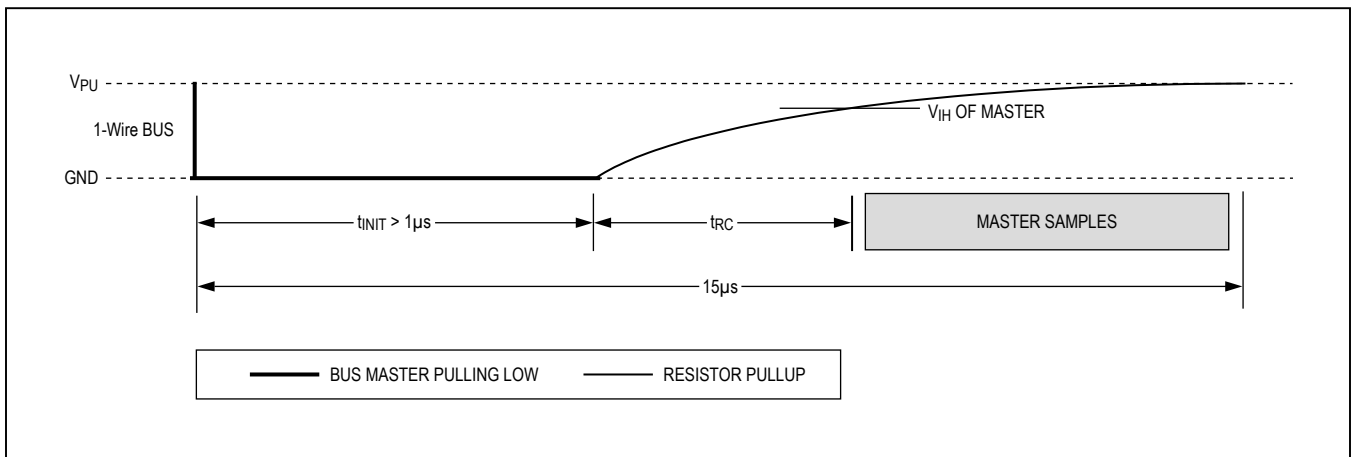 VPU
1-Wire BUS
VIH OF MASTER
GND
tINIT > 1µs
tRC
MASTER SAMPLES
15µs
BUS MASTER PULLING LOW
RESISTOR PULLUP